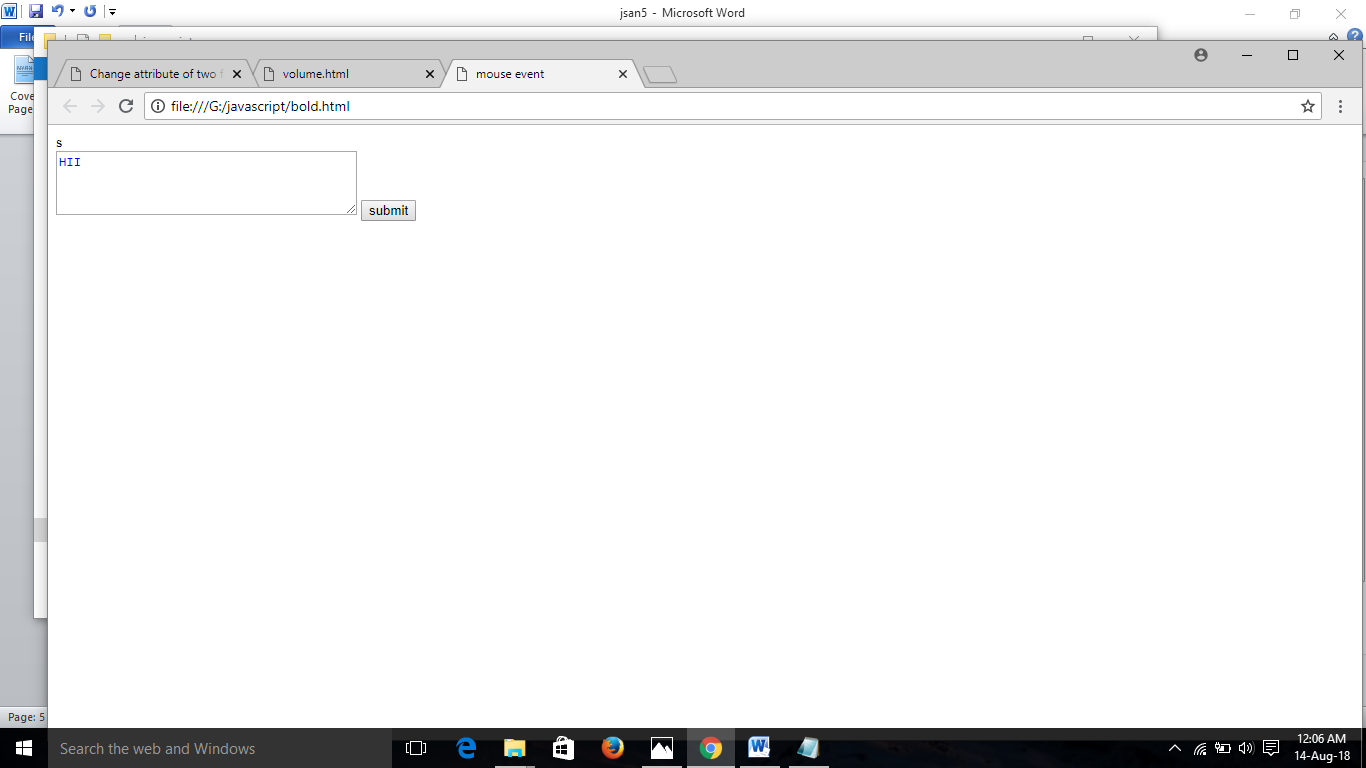 jsan5 - Microsoft Word
Change attribute of two
volume.html
mouse event
file:///G:/javascript/bold.html
Cove
Page
s
HII
submit
Page: 5
Search the web and Windows
12:06 AM
14-Aug-18